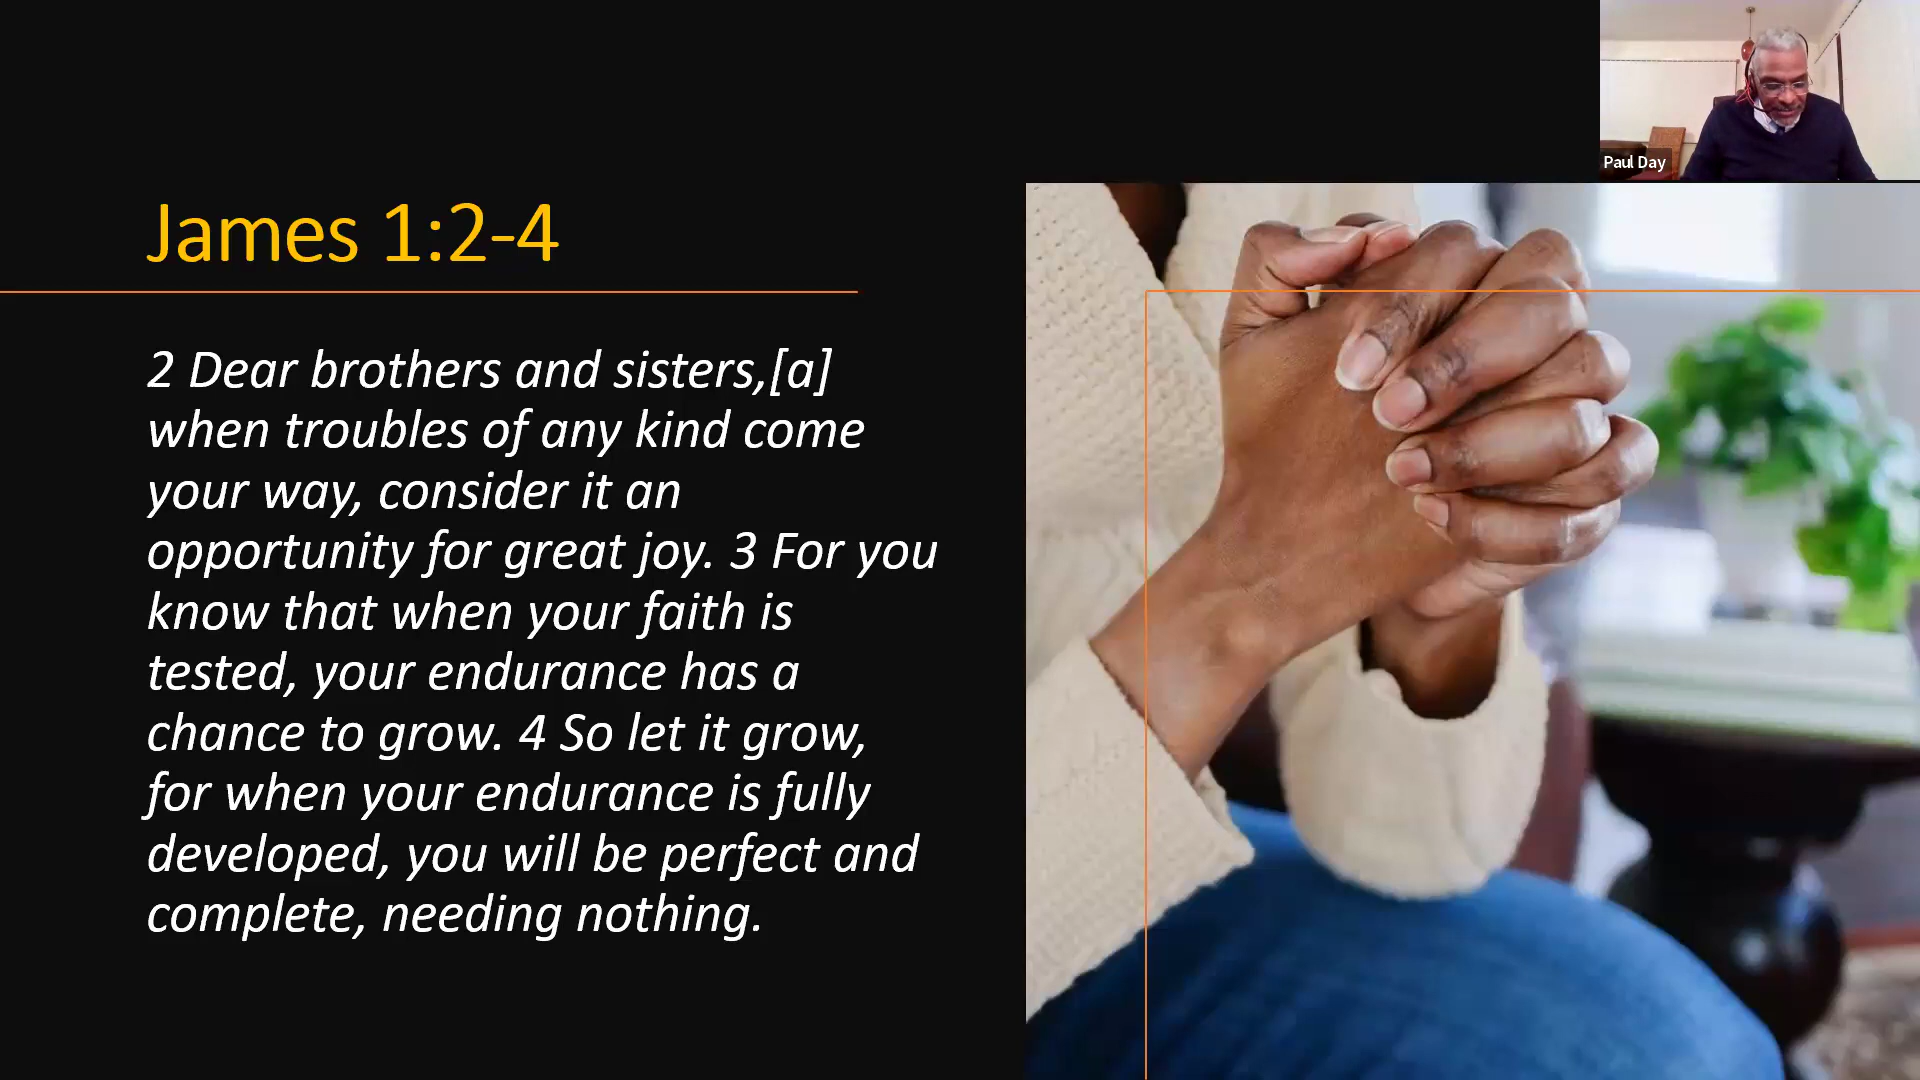 Paul Day
James 1:2-4
2 Dear brothers and sisters,[a]
when troubles of any kind come
your way, consider it an
opportunity for great joy. 3 For you
know that when your faith is
tested, your endurance has a
chance to grow. 4 So let it grow,
for when your endurance is fully
developed, you will be perfect and
complete, needing nothing.